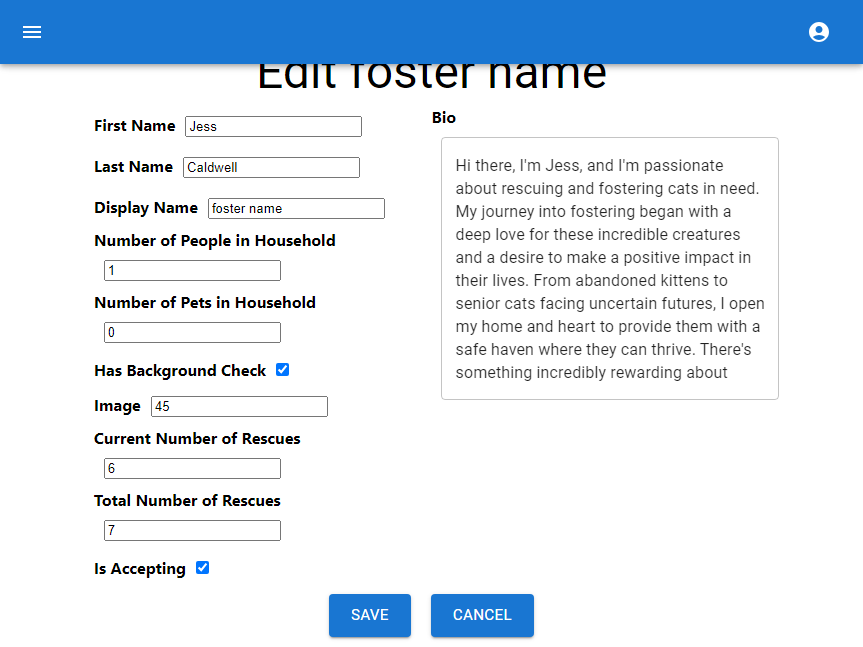 Edit foster name
First Name Jess
Last Name Caldwell
Display Name foster name
Number of People in Household
1
Number of Pets in Household
0
Has Background Check
Image 45
Current Number of Rescues
6
Total Number of Rescues
7
Is Accepting
Bio
Hi there, I'm Jess, and I'm passionate
about rescuing and fostering cats in need.
My journey into fostering began with a
deep love for these incredible creatures
and a desire to make a positive impact in
their lives. From abandoned kittens to
senior cats facing uncertain futures, I open
my home and heart to provide them with a
safe haven where they can thrive. There's
something incredibly rewarding about
SAVE CANCEL